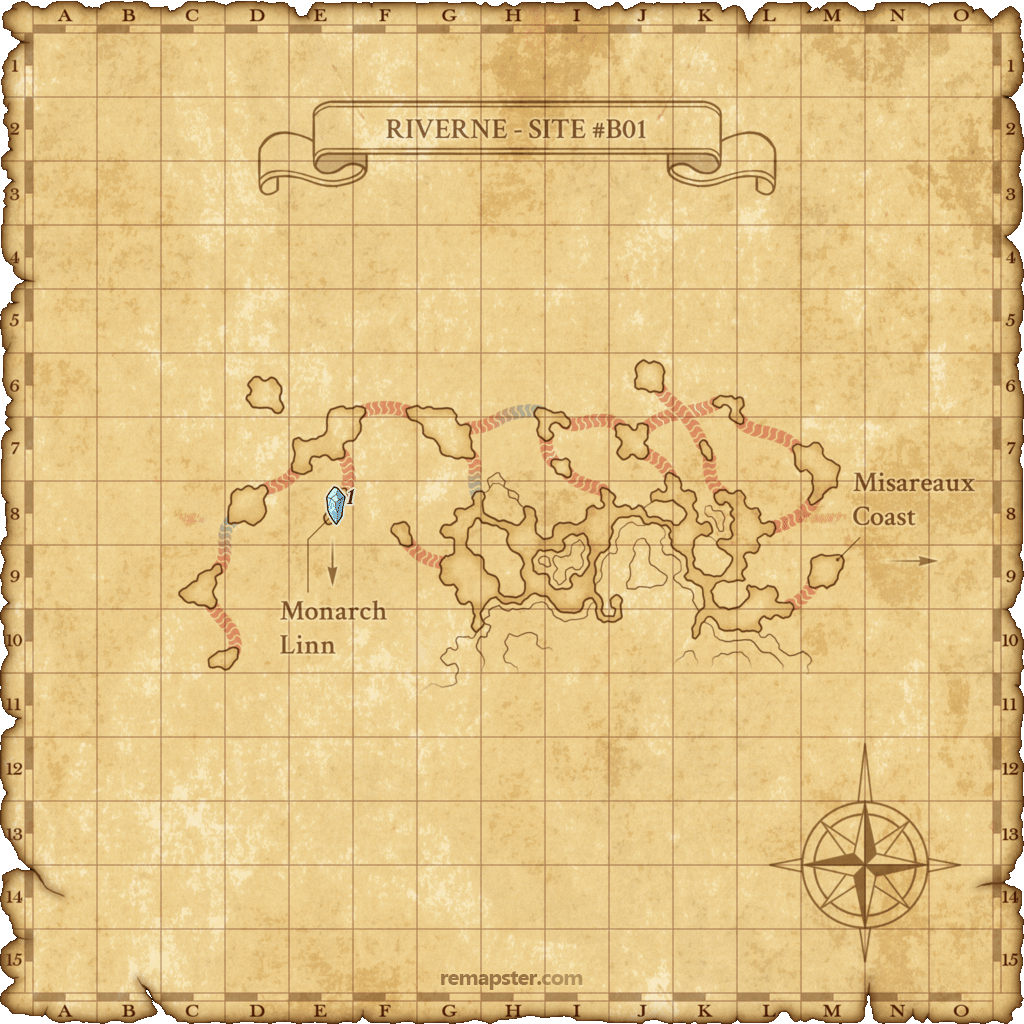 A B C D E F G H I J K L M N O
RIVERNE - SITE #B01
1 1
2 2
3 3
4 4
5 5
6 6
7 7
8 8
9 9
10 10
11 11
12 12
13 13
14 14
15 15
Misareaux
Coast
1
Monarch
Linn
remapster.com
A B C D E F G H I J K L M N O